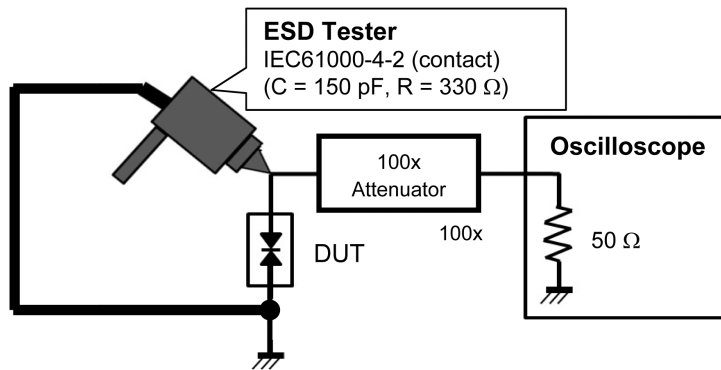 ESD Tester
IEC61000-4-2 (contact)
(C = 150 pF, R = 330 Ω)
100x
Attenuator
100x
Oscilloscope
50 Ω
DUT